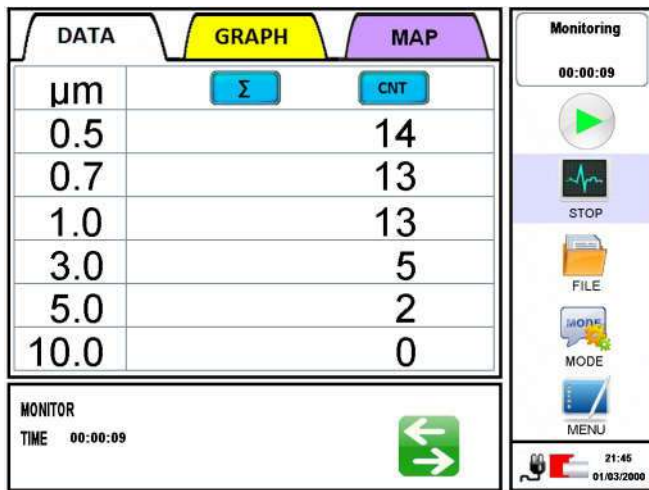 DATA GRAPH MAP
µm Σ CNT
0.5 14
0.7 13
1.0 13
3.0 5
5.0 2
10.0 0
MONITOR
TIME 00:00:09
Monitoring
00:00:09
STOP
FILE
MODE
MODE
MENU
21:45
01/03/2000